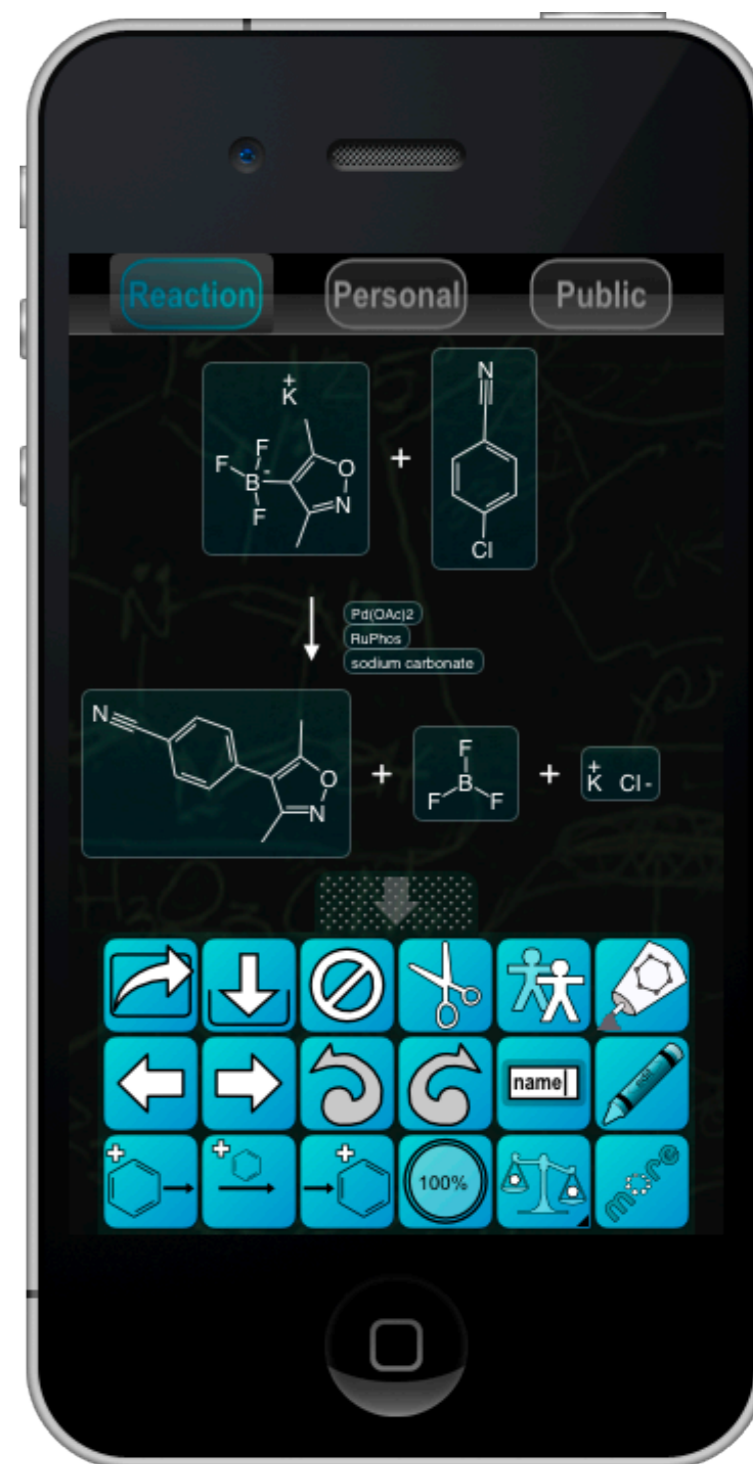 Reaction Personal Public
N
+
K
F F
B - O
F N
+
Cl
Pd(OAc)2
RuPhos
sodium carbonate
N
O
N
+
F
B
F F
+
+
K Cl -
name
+ + + 100% more